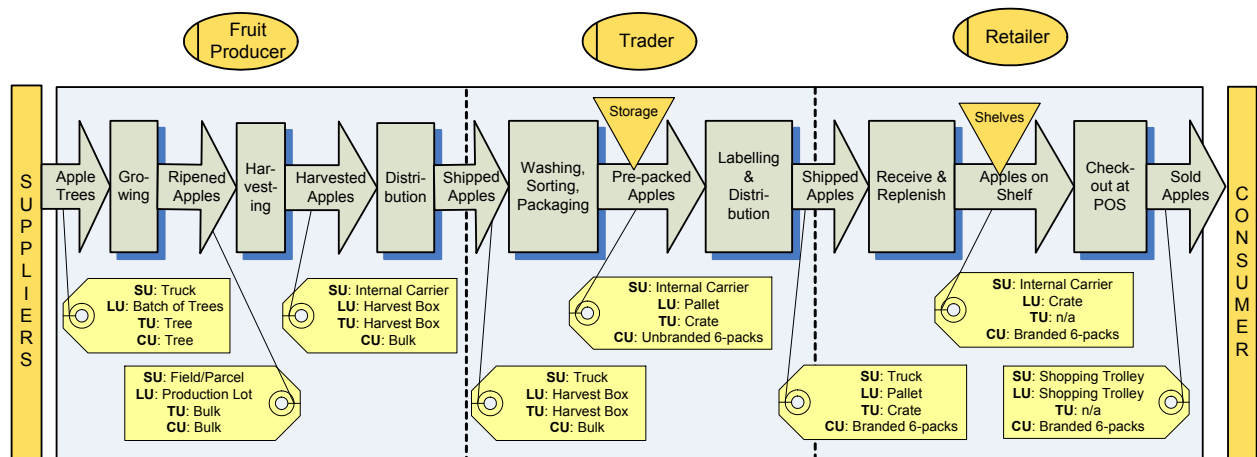 Fruit
Producer
Trader
Retailer
SUPPLIERS
Apple
Trees
Gro-
wing
Ripened
Apples
Har-
vest-
ing
Harvested
Apples
Distri-
bution
Shipped
Apples
Washing,
Sorting,
Packaging
Storage
Pre-packed
Apples
Labelling
&
Distri-
bution
Shipped
Apples
Receive &
Replenish
Shelves
Apples on
Shelf
Check-
out at
POS
Sold
Apples
CONSUMER
SU: Truck
LU: Batch of Trees
TU: Tree
CU: Tree
SU: Internal Carrier
LU: Harvest Box
TU: Harvest Box
CU: Bulk
SU: Internal Carrier
LU: Pallet
TU: Crate
CU: Unbranded 6-packs
SU: Internal Carrier
LU: Crate
TU: n/a
CU: Branded 6-packs
SU: Field/Parcel
LU: Production Lot
TU: Bulk
CU: Bulk
SU: Truck
LU: Harvest Box
TU: Harvest Box
CU: Bulk
SU: Truck
LU: Pallet
TU: Crate
CU: Branded 6-packs
SU: Shopping Trolley
LU: Shopping Trolley
TU: n/a
CU: Branded 6-packs